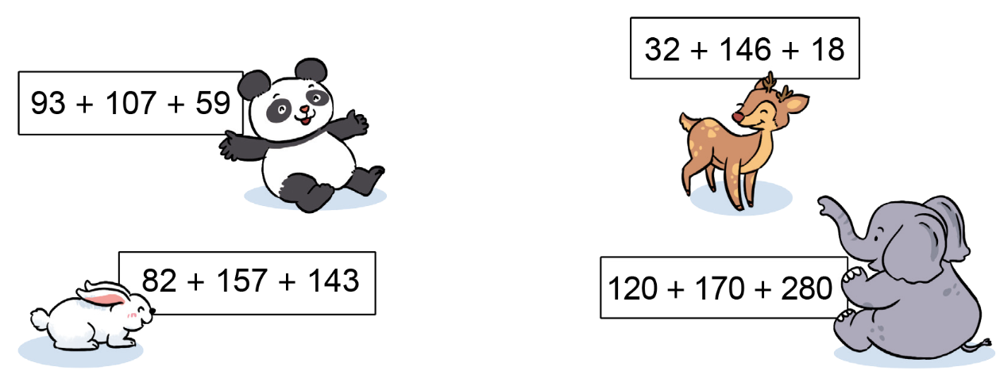 93 + 107 + 59
32 + 146 + 18
82 + 157 + 143
120 + 170 + 280